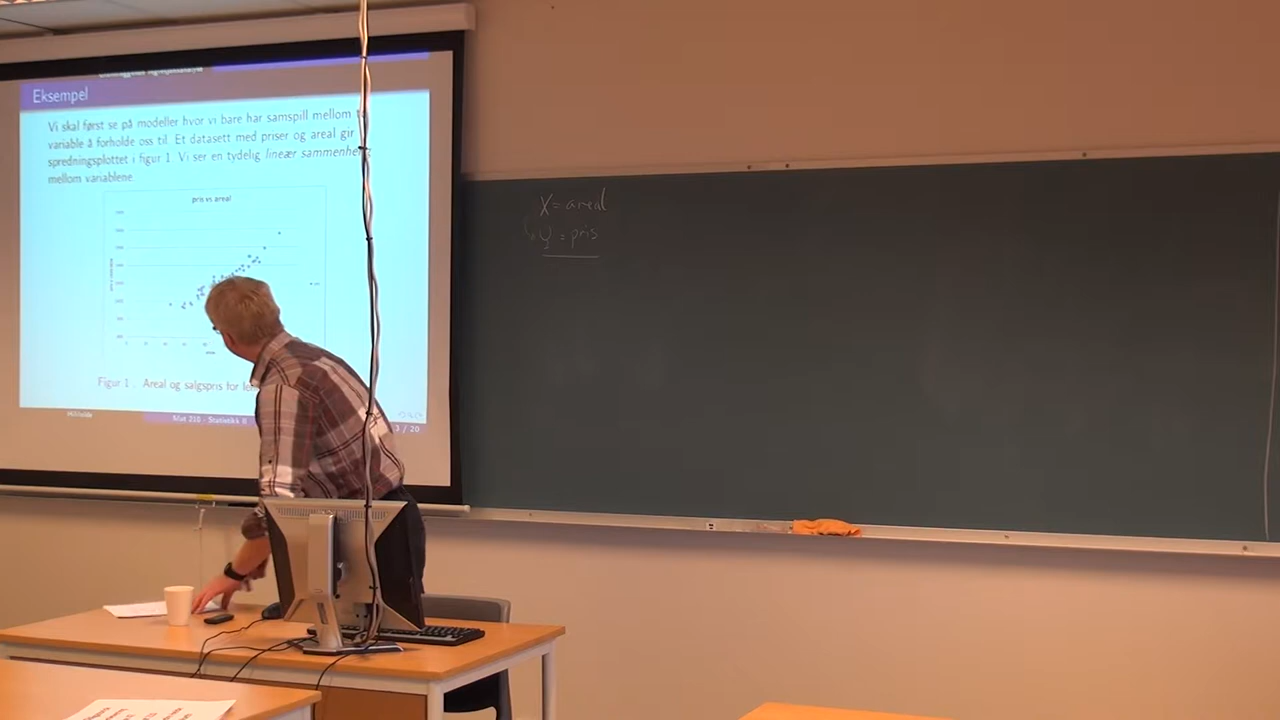 Eksempel
Vi skal først se på modeller hvor vi bare har samspill mellom
variable å forholde oss til. Et datasett med priser og areal gir
spredningsplottet i figur 1. Vi ser en tydelig lineær sammenheng
mellom variablene.
pris vs areal
Figur 1 . Areal og salgspris for
Mat 210 - Statistikk II
3 / 20
X = areal
Y = pris